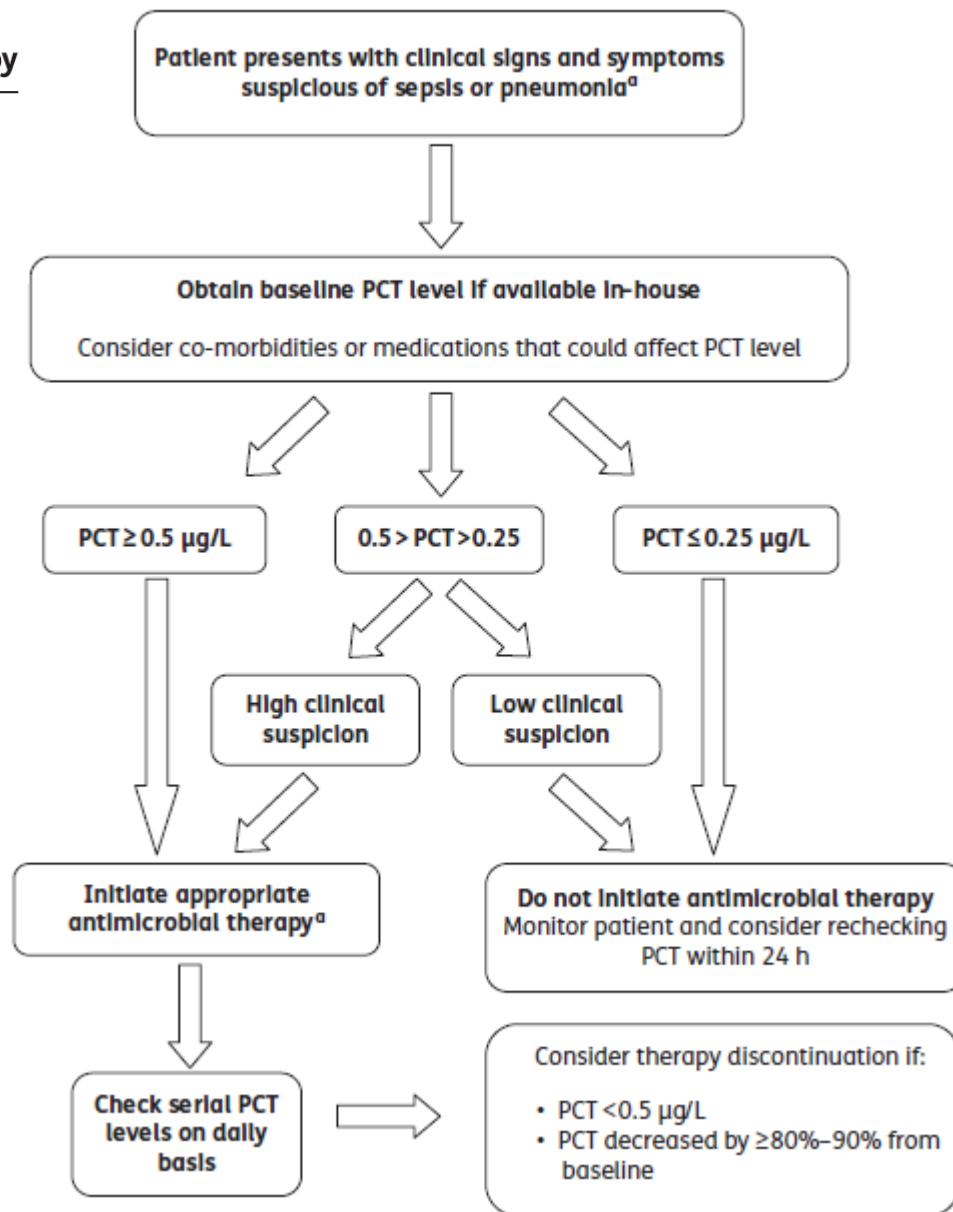 by
Patient presents with clinical signs and symptoms
suspicious of sepsis or pneumoniaᵃ
Obtain baseline PCT level if available in-house
Consider co-morbidities or medications that could affect PCT level
PCT ≥ 0.5 µg/L
0.5 > PCT > 0.25
PCT ≤ 0.25 µg/L
High clinical
suspicion
Low clinical
suspicion
Initiate appropriate
antimicrobial therapyᵃ
Do not initiate antimicrobial therapy
Monitor patient and consider rechecking
PCT within 24 h
Check serial PCT
levels on daily
basis
Consider therapy discontinuation if:
• PCT <0.5 µg/L
• PCT decreased by ≥80%–90% from
baseline